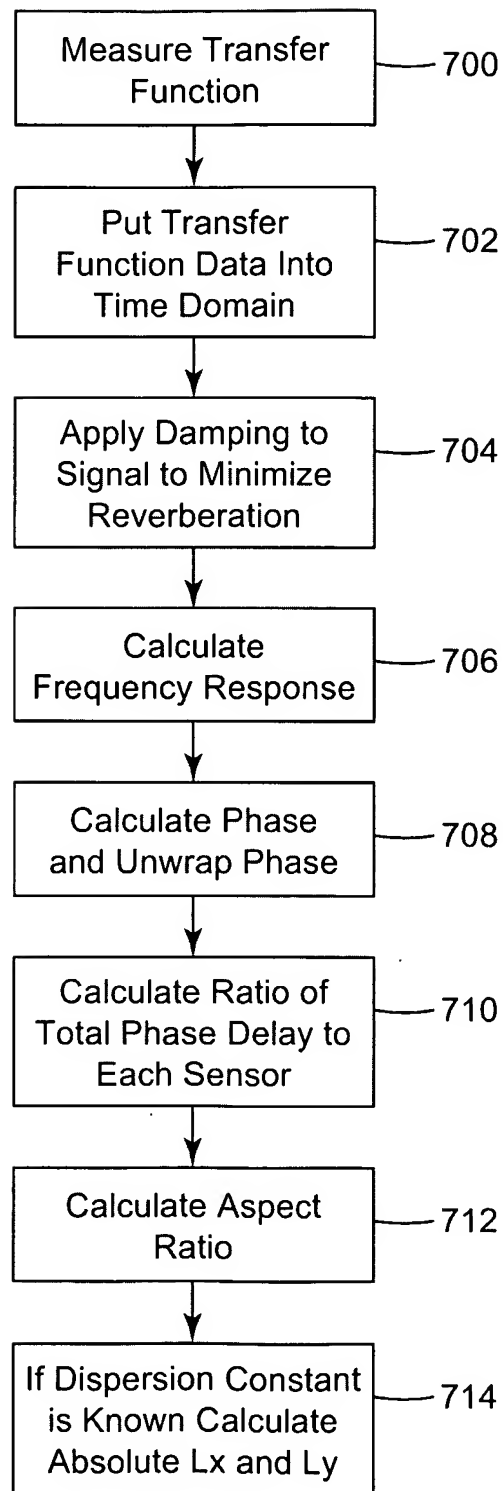 Measure Transfer
Function
700
Put Transfer
Function Data Into
Time Domain
702
Apply Damping to
Signal to Minimize
Reverberation
704
Calculate
Frequency Response
706
Calculate Phase
and Unwrap Phase
708
Calculate Ratio of
Total Phase Delay to
Each Sensor
710
Calculate Aspect
Ratio
712
If Dispersion Constant
is Known Calculate
Absolute Lx and Ly
714